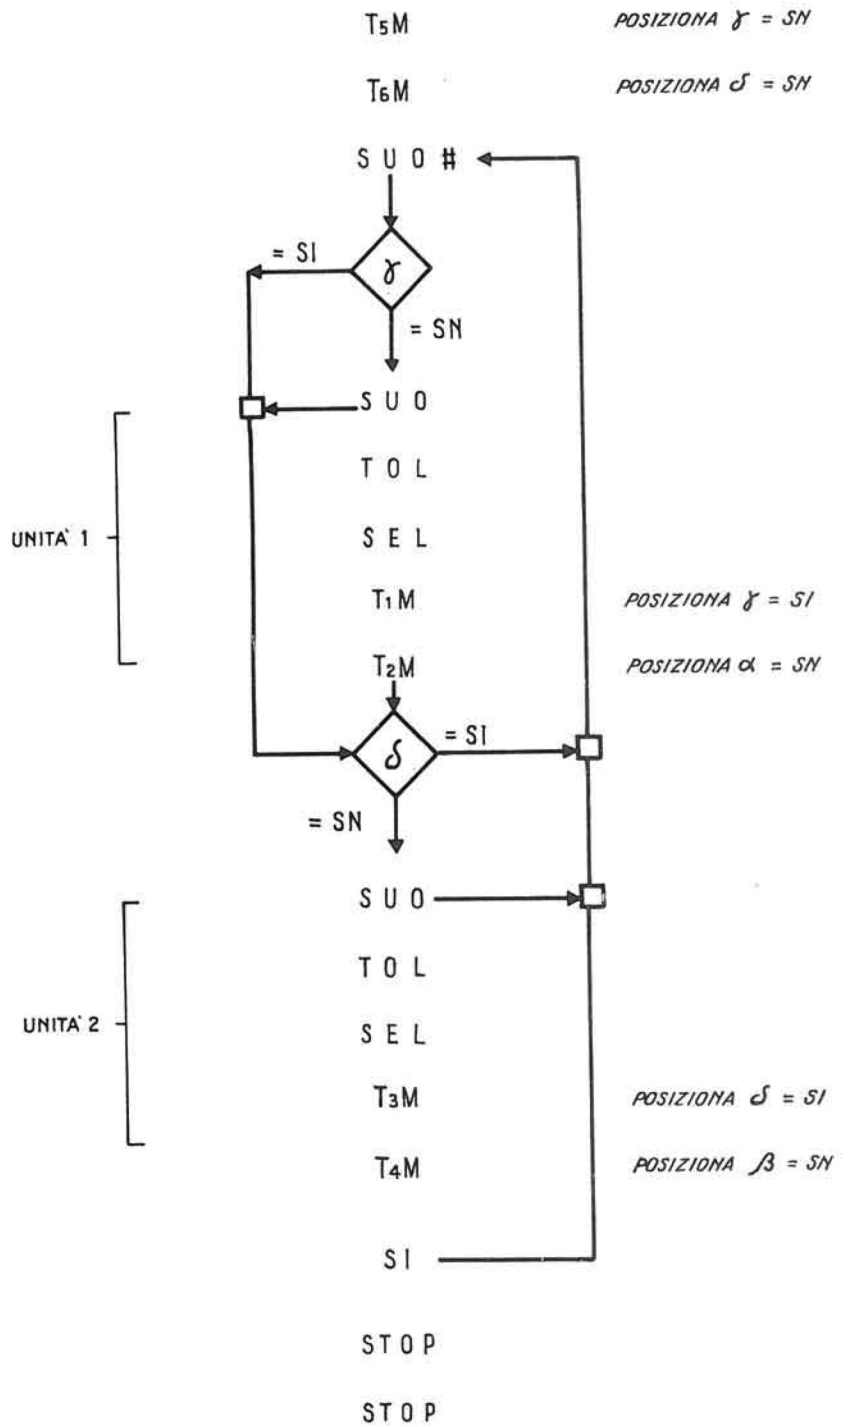 T5M POSIZIONA γ = SN
T6M POSIZIONA δ = SN
S U O #
= SI
γ
= SN
S U O
T O L
UNITA' 1
S E L
T1M POSIZIONA γ = SI
T2M POSIZIONA α = SN
= SI
δ
= SN
S U O
T O L
UNITA' 2
S E L
T3M POSIZIONA δ = SI
T4M POSIZIONA β = SN
S I
S T O P
S T O P